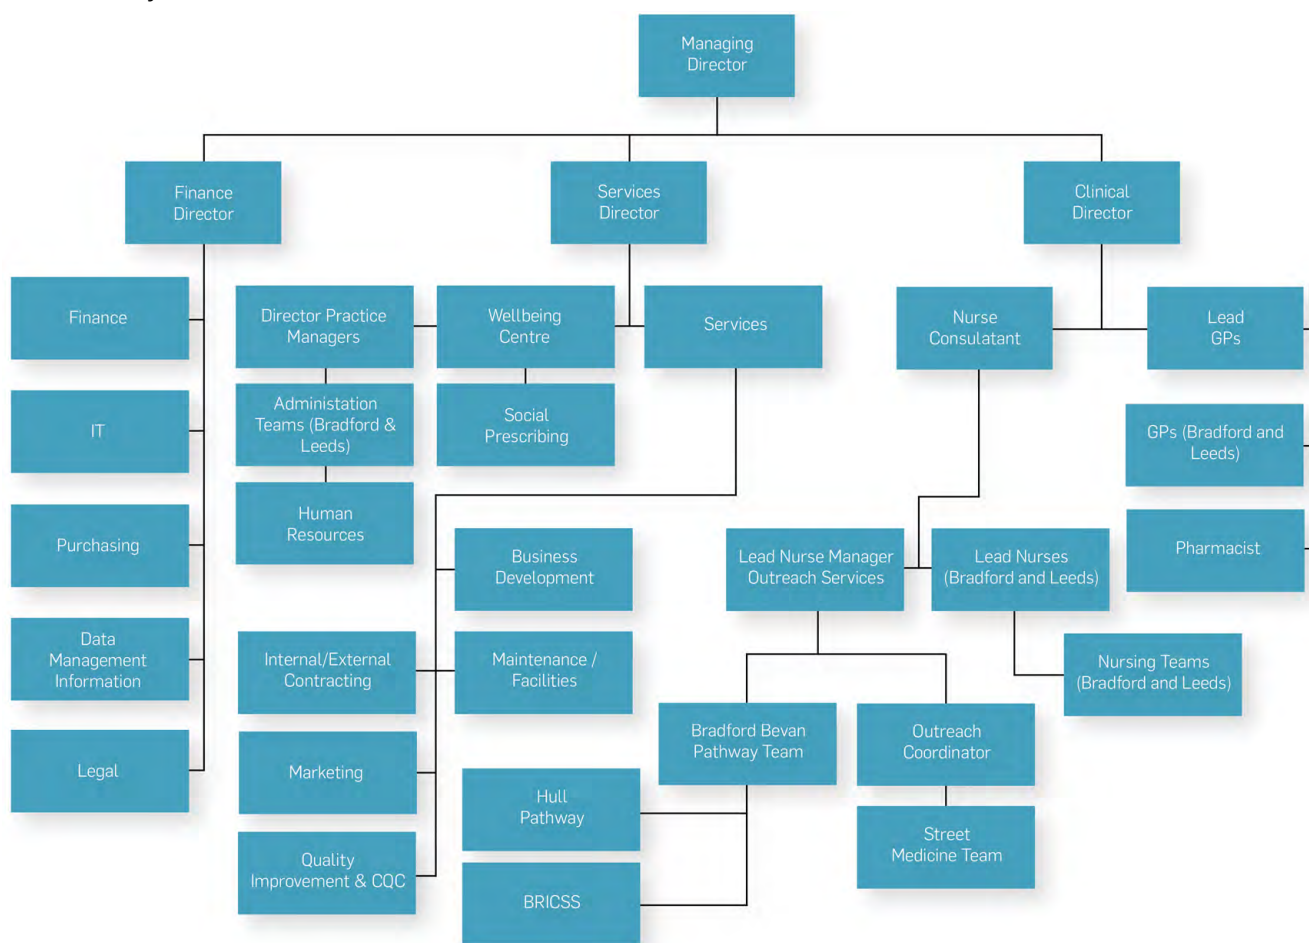 Managing
Director
Finance
Director
Services
Director
Clinical
Director
Finance
IT
Purchasing
Data
Management
Information
Legal
Director Practice
Managers
Administation
Teams (Bradford &
Leeds)
Human
Resources
Wellbeing
Centre
Social
Prescribing
Services
Business
Development
Internal/External
Contracting
Maintenance /
Facilities
Marketing
Quality
Improvement & CQC
Nurse
Consulatant
Lead
GPs
GPs (Bradford and
Leeds)
Pharmacist
Lead Nurse Manager
Outreach Services
Lead Nurses
(Bradford and Leeds)
Nursing Teams
(Bradford and Leeds)
Bradford Bevan
Pathway Team
Outreach
Coordinator
Hull
Pathway
BRICSS
Street
Medicine Team